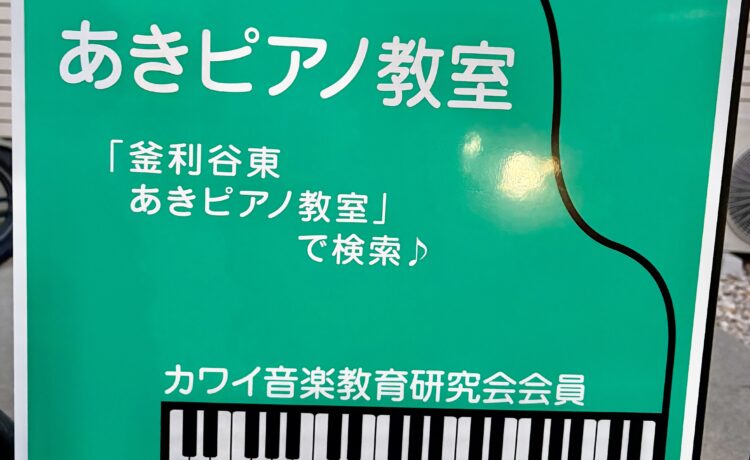 あきピアノ教室
「釜利谷東
あきピアノ教室」
で検索♪
カワイ音楽教育研究会会員